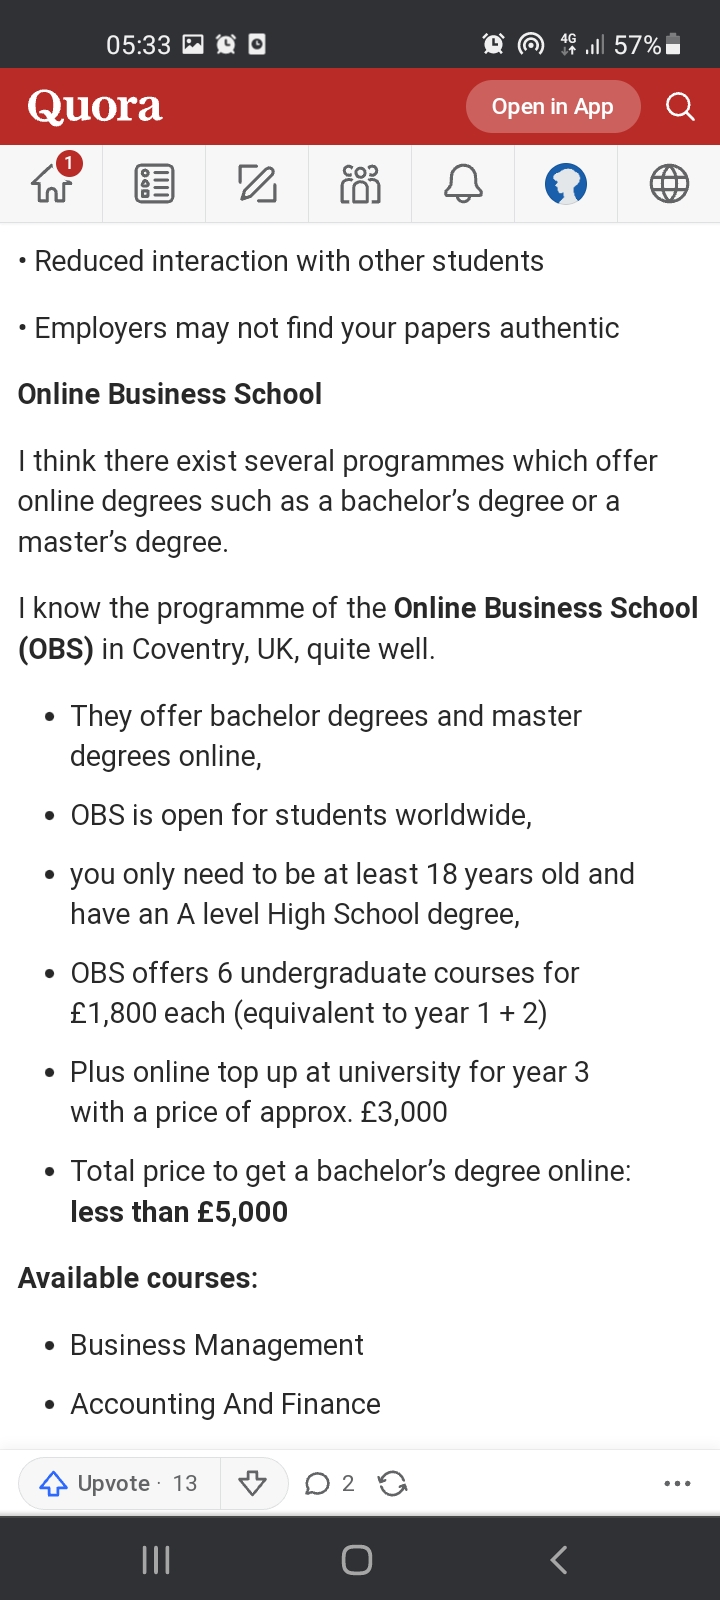 05:33
4G
57%
Quora
Open in App
1
• Reduced interaction with other students
• Employers may not find your papers authentic
Online Business School
I think there exist several programmes which offer
online degrees such as a bachelor’s degree or a
master’s degree.
I know the programme of the Online Business School
(OBS) in Coventry, UK, quite well.
• They offer bachelor degrees and master
degrees online,
• OBS is open for students worldwide,
• you only need to be at least 18 years old and
have an A level High School degree,
• OBS offers 6 undergraduate courses for
£1,800 each (equivalent to year 1 + 2)
• Plus online top up at university for year 3
with a price of approx. £3,000
• Total price to get a bachelor’s degree online:
less than £5,000
Available courses:
• Business Management
• Accounting And Finance
Upvote · 13
2